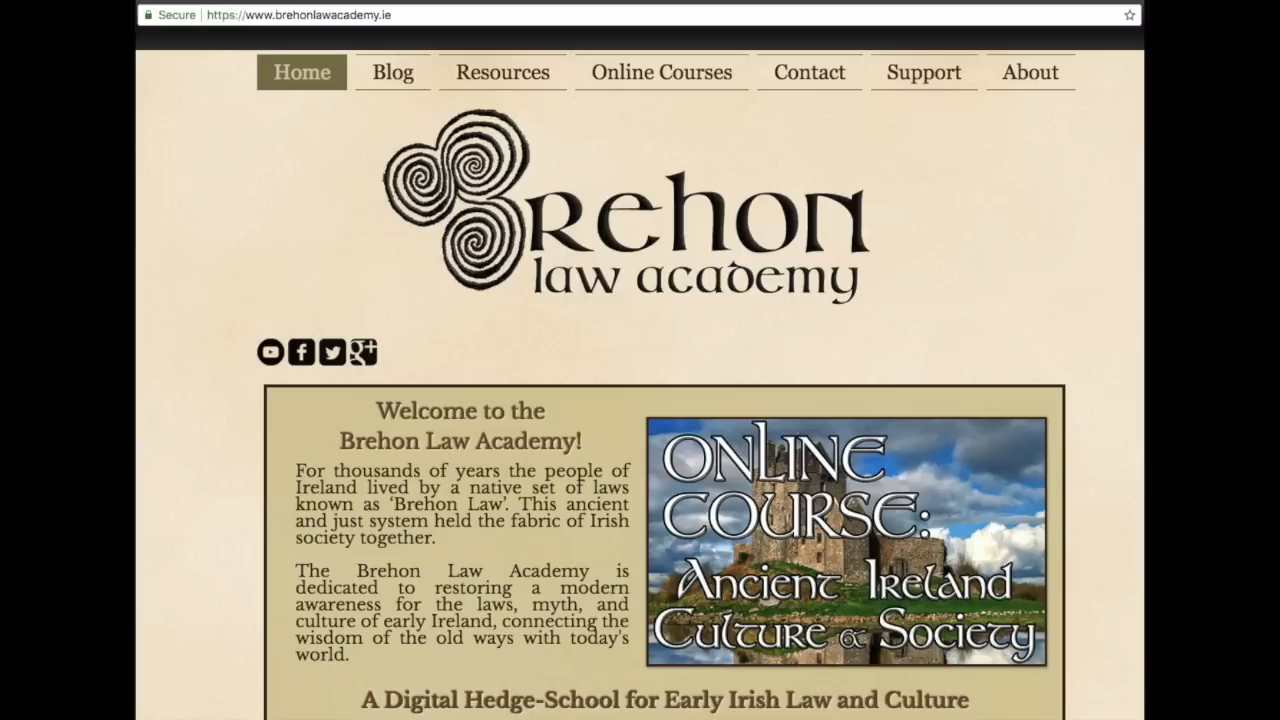 Secure https://www.brehonlawacademy.ie
Home Blog Resources Online Courses Contact Support About
Brehon
law academy
Welcome to the
Brehon Law Academy!
For thousands of years the people of
Ireland lived by a native set of laws
known as ‘Brehon Law’. This ancient
and just system held the fabric of Irish
society together.
The Brehon Law Academy is
dedicated to restoring a modern
awareness for the laws, myth, and
culture of early Ireland, connecting the
wisdom of the old ways with today's
world.
ONLINE
COURSE:
Ancient Ireland
Culture & Society
A Digital Hedge-School for Early Irish Law and Culture